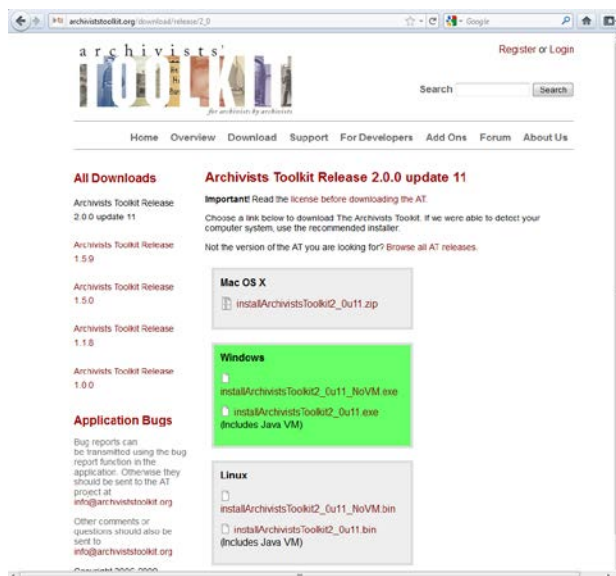 archiviststoolkit.org/download/release/2_0
Google
archivists'
TOOLKIT
for archivists by archivists
Register or Login
Search
Search
Home Overview Download Support For Developers Add Ons Forum About Us
All Downloads
Archivists Toolkit Release
2.0.0 update 11
Archivists Toolkit Release
1.5.9
Archivists Toolkit Release
1.5.0
Archivists Toolkit Release
1.1.8
Archivists Toolkit Release
1.0.0
Application Bugs
Bug reports can
be transmitted using the bug
report function in the
application. Otherwise they
should be sent to the AT
project at
info@archiviststoolkit.org
Other comments or
questions should also be
sent to
info@archiviststoolkit.org
Copyright 2006-2009
Archivists Toolkit Release 2.0.0 update 11
Important! Read the license before downloading the AT.
Choose a link below to download The Archivists Toolkit. If we were able to detect your
computer system, use the recommended installer.
Not the version of the AT you are looking for? Browse all AT releases.
Mac OS X
installArchivistsToolkit2_0u11.zip
Windows
installArchivistsToolkit2_0u11_NoVM.exe
installArchivistsToolkit2_0u11.exe
(Includes Java VM)
Linux
installArchivistsToolkit2_0u11_NoVM.bin
installArchivistsToolkit2_0u11.bin
(Includes Java VM)